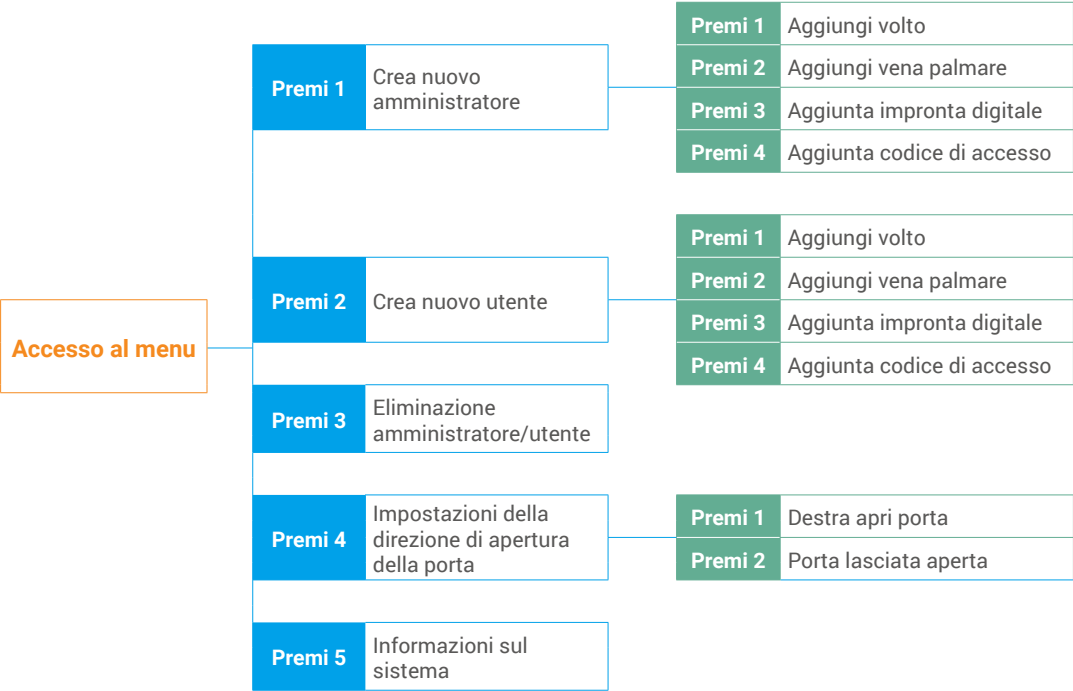 Accesso al menu
Premi 1
Crea nuovo
amministratore
Premi 1 Aggiungi volto
Premi 2 Aggiungi vena palmare
Premi 3 Aggiunta impronta digitale
Premi 4 Aggiunta codice di accesso
Premi 2 Crea nuovo utente
Premi 1 Aggiungi volto
Premi 2 Aggiungi vena palmare
Premi 3 Aggiunta impronta digitale
Premi 4 Aggiunta codice di accesso
Premi 3
Eliminazione
amministratore/utente
Premi 4
Impostazioni della
direzione di apertura
della porta
Premi 1 Destra apri porta
Premi 2 Porta lasciata aperta
Premi 5
Informazioni sul
sistema